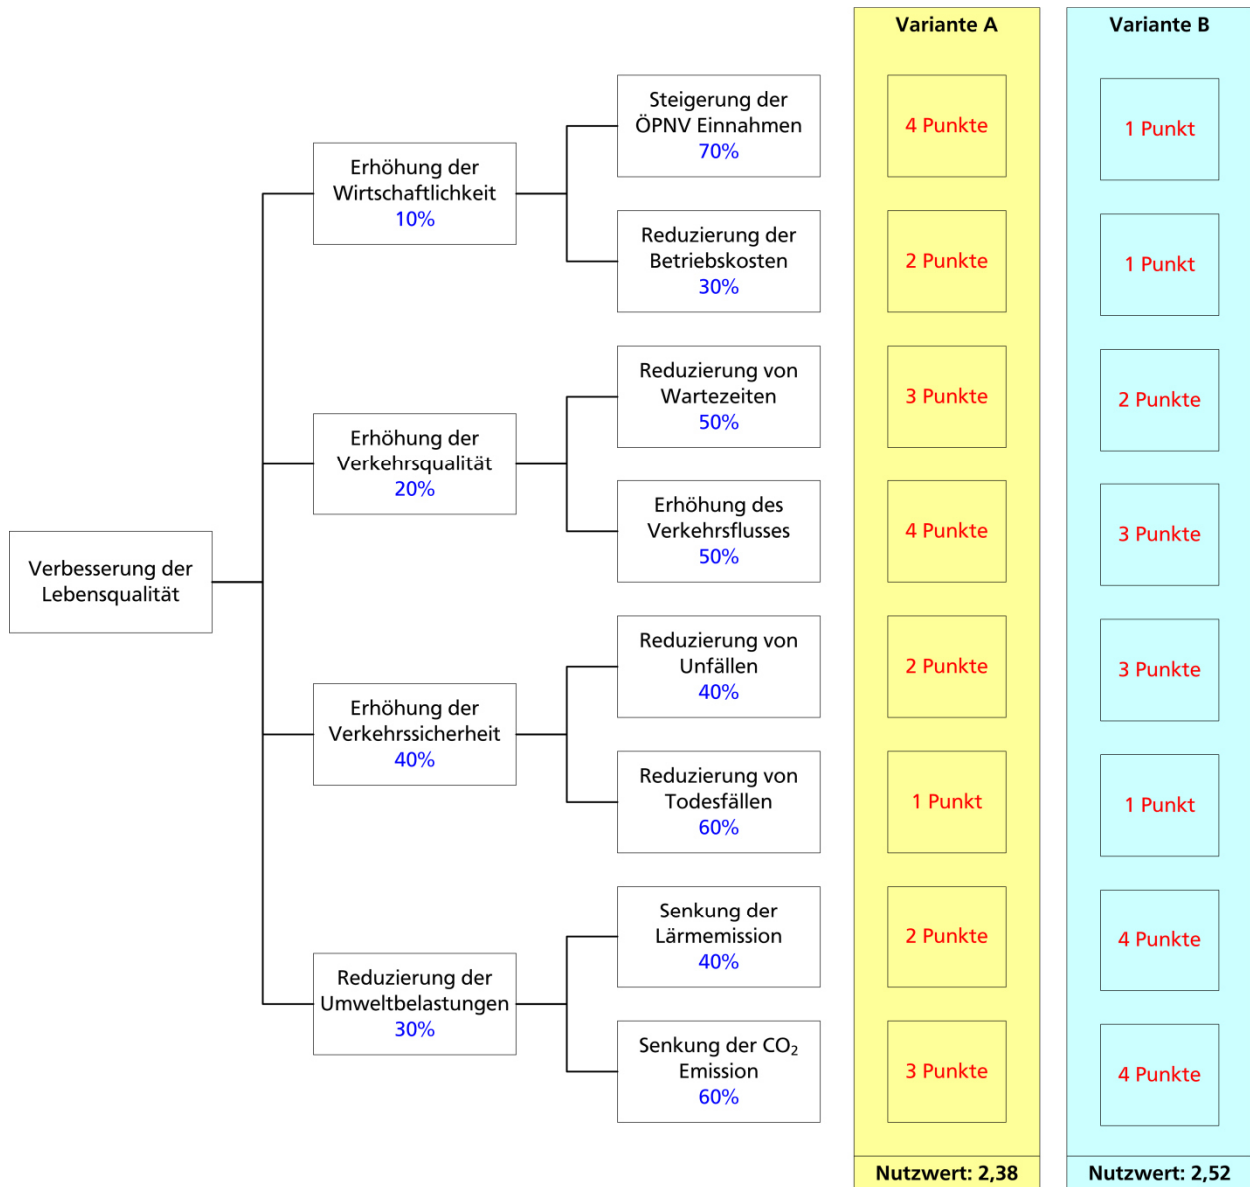 Variante A
Variante B
Steigerung der
ÖPNV Einnahmen
70%
4 Punkte
1 Punkt
Erhöhung der
Wirtschaftlichkeit
10%
Reduzierung der
Betriebskosten
30%
2 Punkte
1 Punkt
Reduzierung von
Wartezeiten
50%
3 Punkte
2 Punkte
Erhöhung der
Verkehrsqualität
20%
Erhöhung des
Verkehrsflusses
50%
4 Punkte
3 Punkte
Verbesserung der
Lebensqualität
Reduzierung von
Unfällen
40%
2 Punkte
3 Punkte
Erhöhung der
Verkehrssicherheit
40%
Reduzierung von
Todesfällen
60%
1 Punkt
1 Punkt
Senkung der
Lärmemission
40%
2 Punkte
4 Punkte
Reduzierung der
Umweltbelastungen
30%
Senkung der CO₂
Emission
60%
3 Punkte
4 Punkte
Nutzwert: 2,38
Nutzwert: 2,52